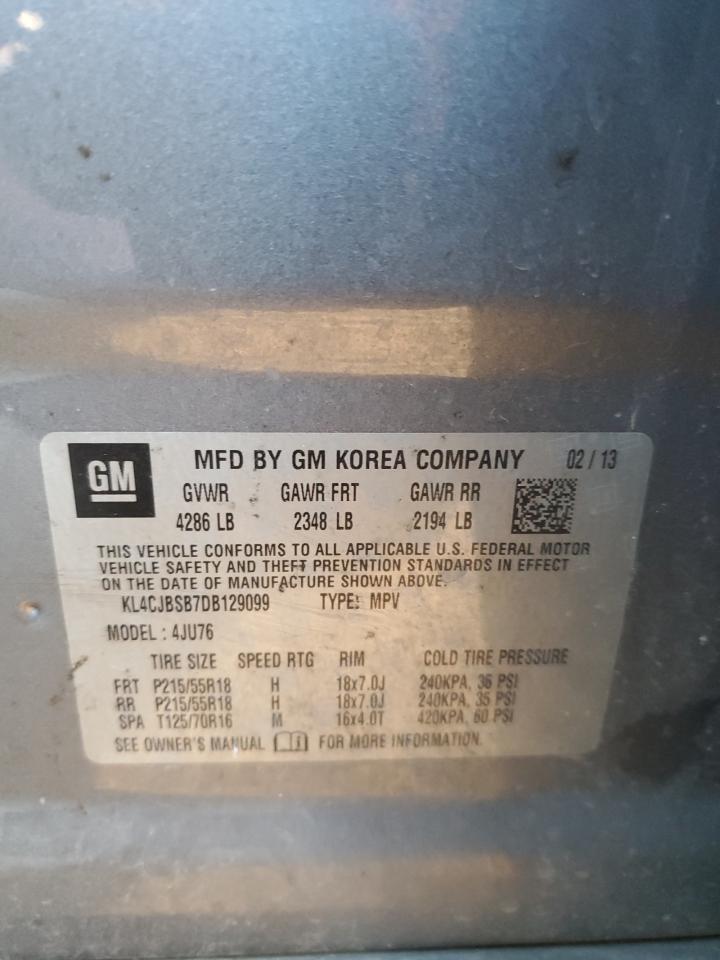 GM
MFD BY GM KOREA COMPANY 02 / 13
GVWR GAWR FRT GAWR RR
4286 LB 2348 LB 2194 LB
THIS VEHICLE CONFORMS TO ALL APPLICABLE U.S. FEDERAL MOTOR
VEHICLE SAFETY AND THEFT PREVENTION STANDARDS IN EFFECT
ON THE DATE OF MANUFACTURE SHOWN ABOVE.
KL4CJBSB7DB129099 TYPE: MPV
MODEL : 4JU76
TIRE SIZE SPEED RTG RIM COLD TIRE PRESSURE
FRT P215/55R18 H 18x7.0J 240KPA, 35 PSI
RR P215/55R18 H 18x7.0J 240KPA, 35 PSI
SPA T125/70R16 M 16x4.0T 420KPA, 60 PSI
SEE OWNER'S MANUAL FOR MORE INFORMATION.